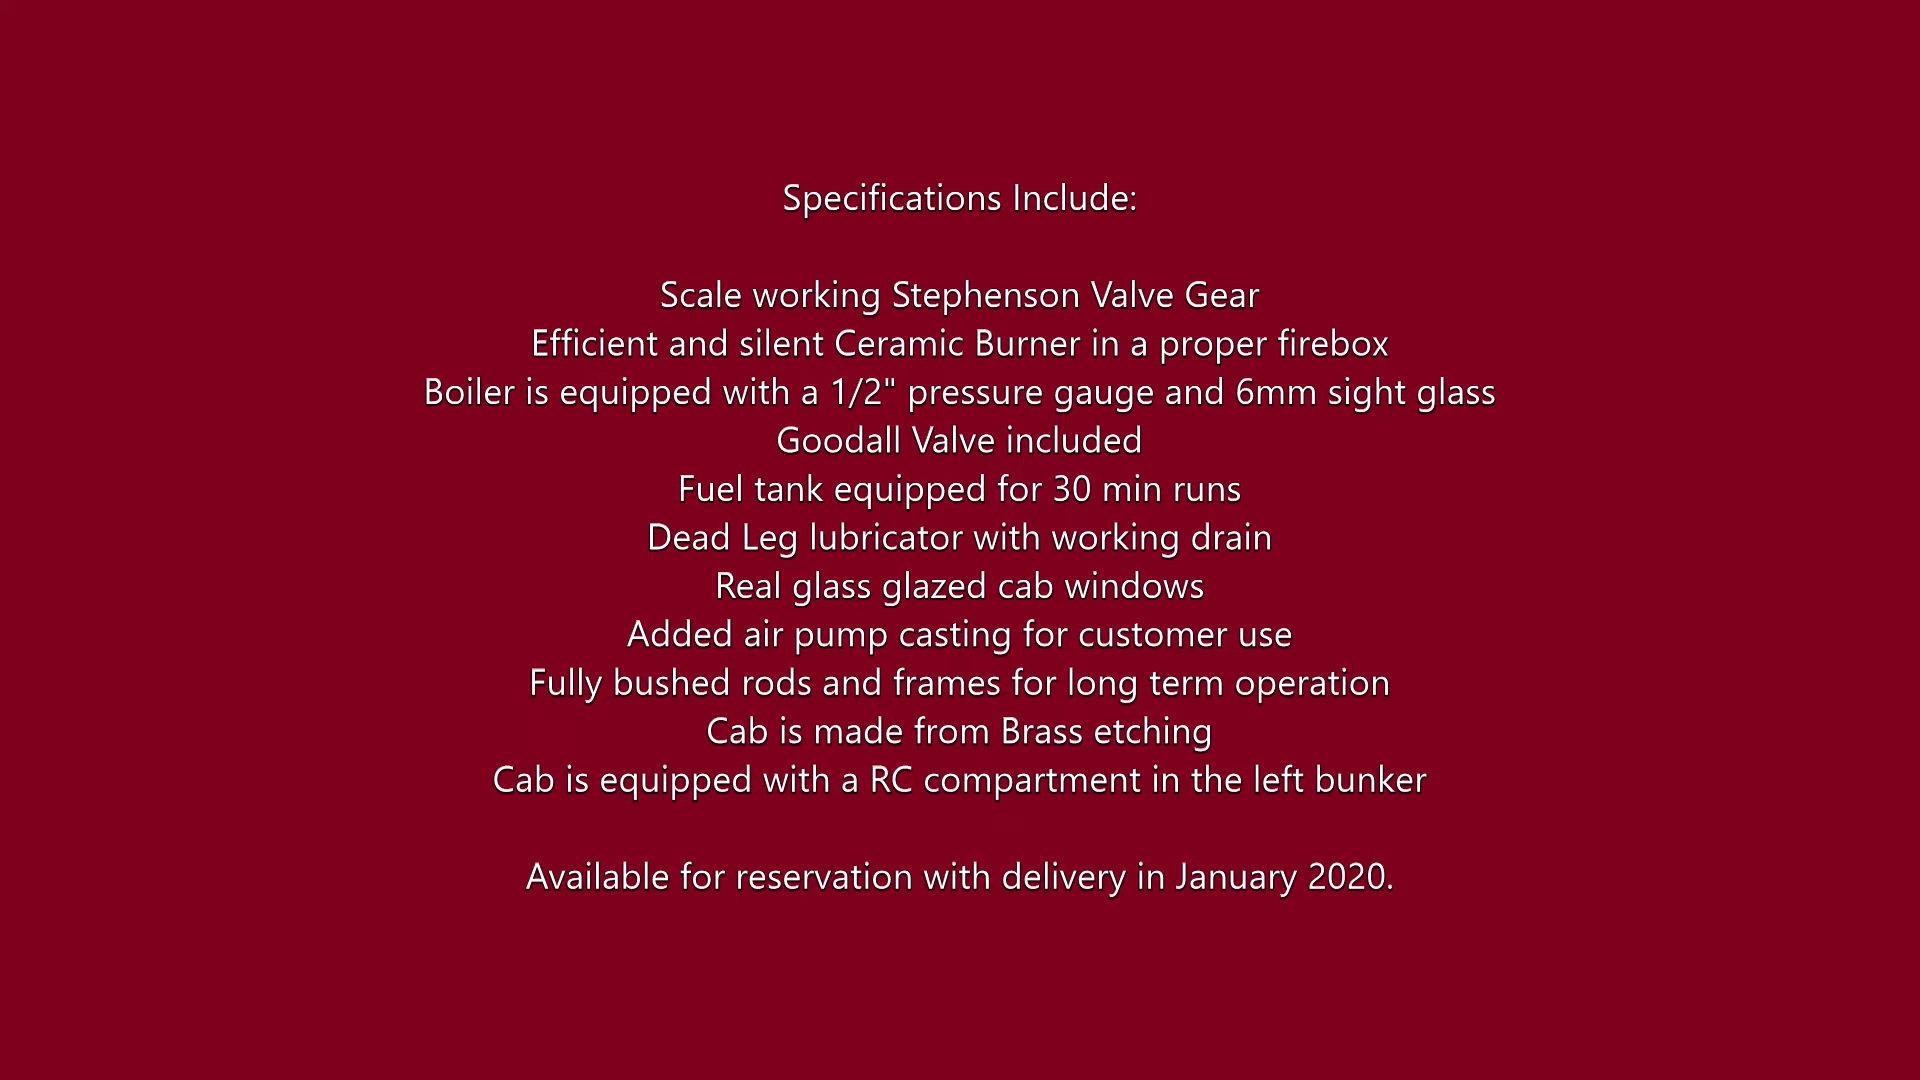 Specifications Include:
Scale working Stephenson Valve Gear
Efficient and silent Ceramic Burner in a proper firebox
Boiler is equipped with a 1/2" pressure gauge and 6mm sight glass
Goodall Valve included
Fuel tank equipped for 30 min runs
Dead Leg lubricator with working drain
Real glass glazed cab windows
Added air pump casting for customer use
Fully bushed rods and frames for long term operation
Cab is made from Brass etching
Cab is equipped with a RC compartment in the left bunker
Available for reservation with delivery in January 2020.